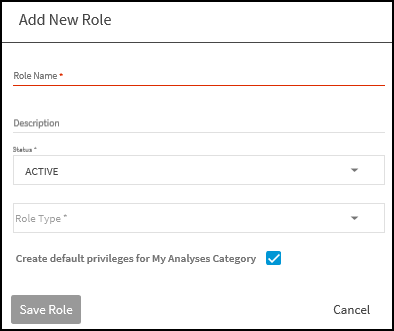 Add New Role
Role Name *
Description
Status *
ACTIVE
Role Type *
Create default privileges for My Analyses Category
Save Role
Cancel